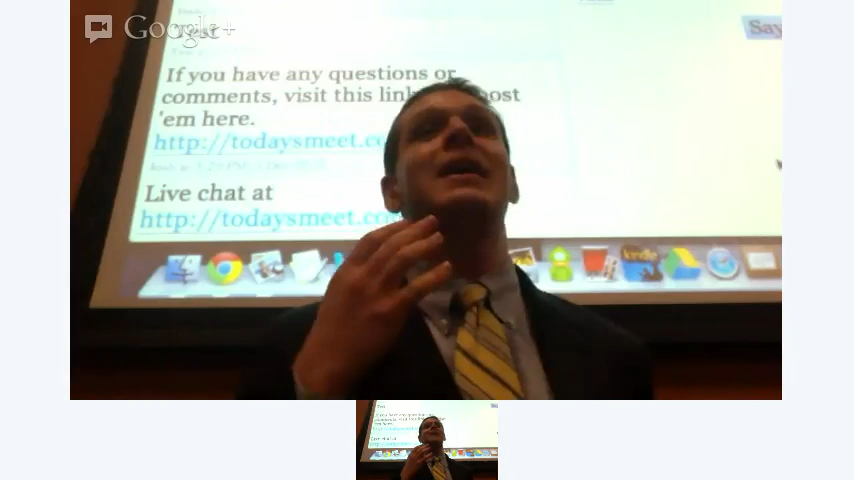 Google+
Say
If you have any questions or
comments, visit this link post
'em here.
http://todaysmeet.co
Live chat at
http://todaysmeet.co
kindle